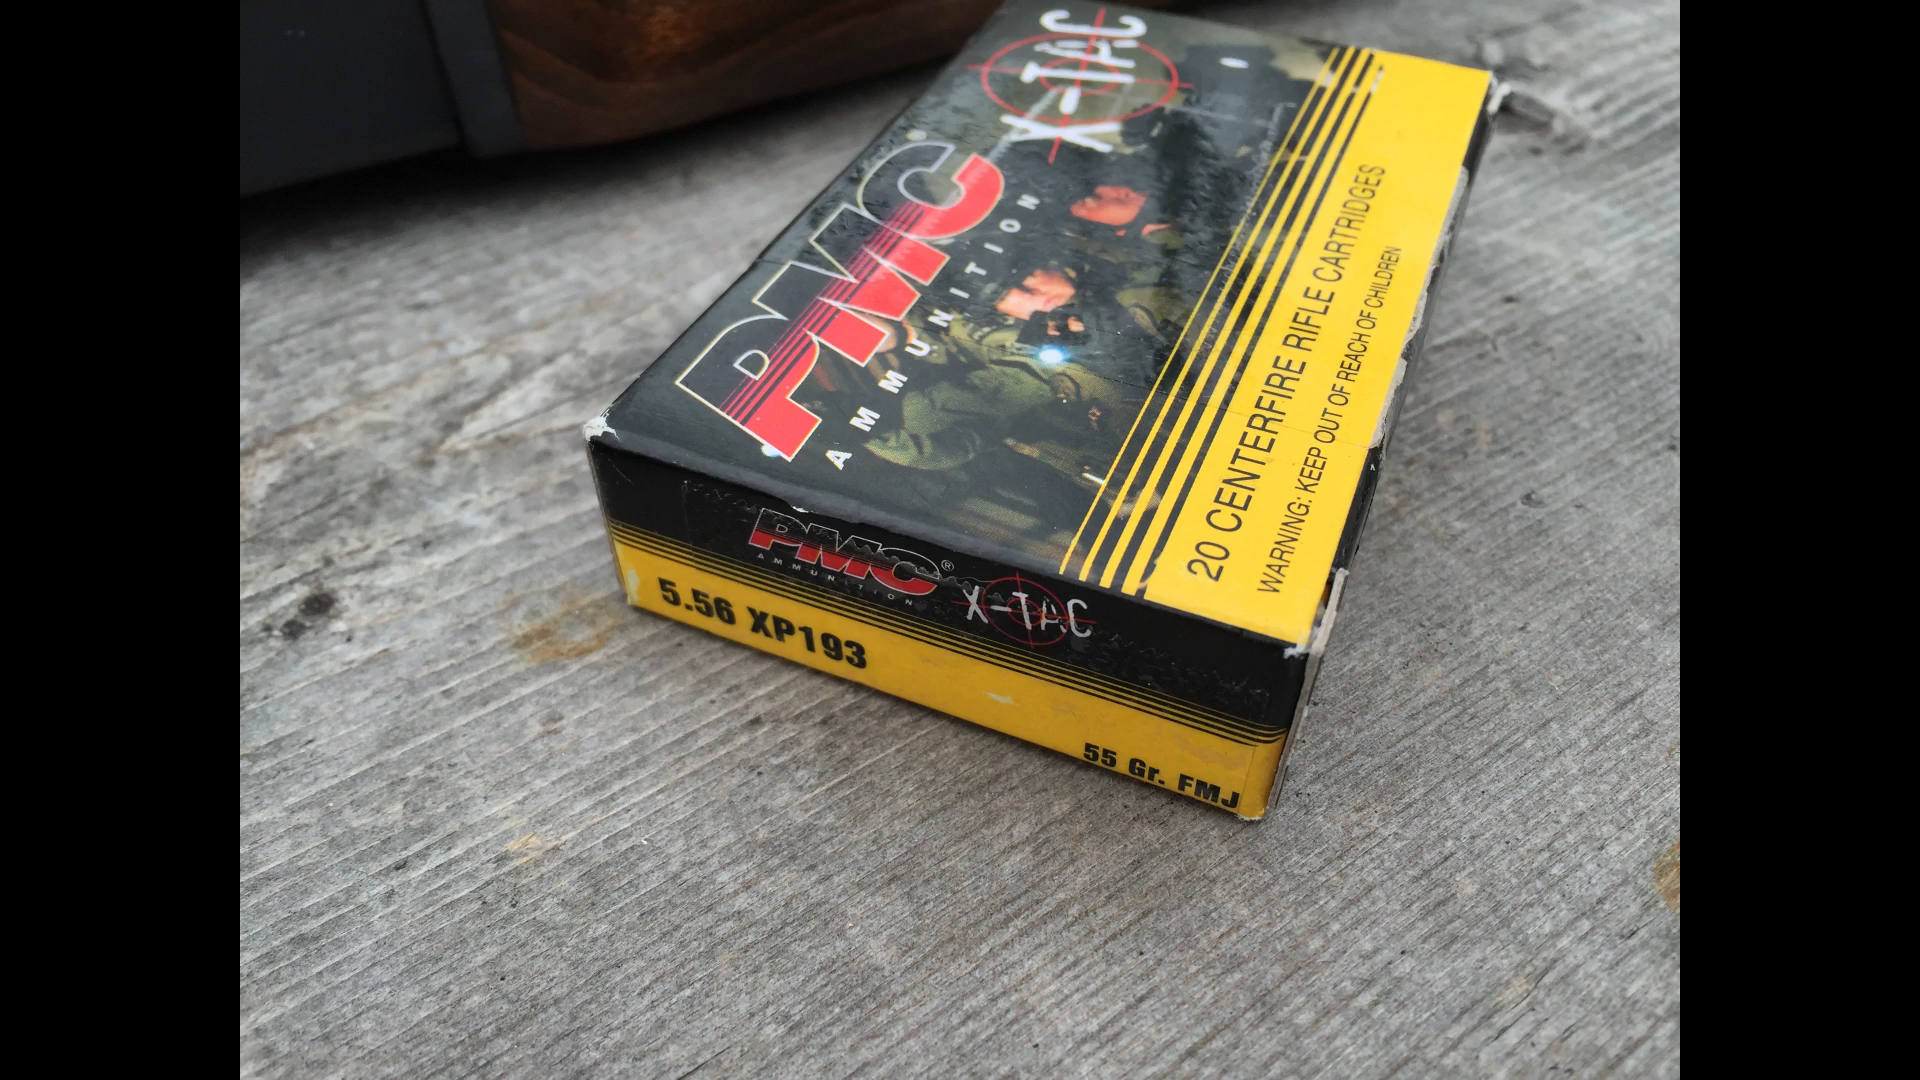 X-TAC
PMC
AMMUNITION
20 CENTERFIRE RIFLE CARTRIDGES
WARNING: KEEP OUT OF REACH OF CHILDREN
PMC®
AMMUNITION
X-TAC
5.56 XP193
55 Gr. FMJ